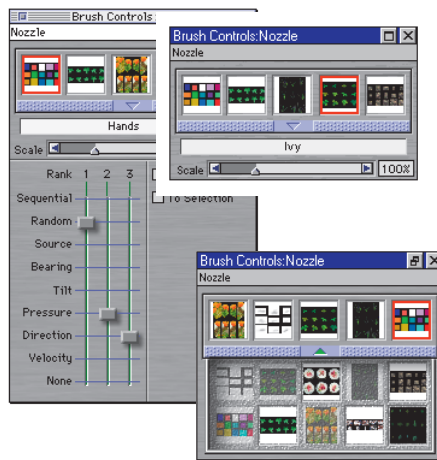 Brush Controls:
Nozzle
Hands
Scale
Rank 1 2 3
Sequential
To Selection
Random
Source
Bearing
Tilt
Pressure
Direction
Velocity
None
Brush Controls:Nozzle
Nozzle
Ivy
Scale 100%
Brush Controls:Nozzle
Nozzle